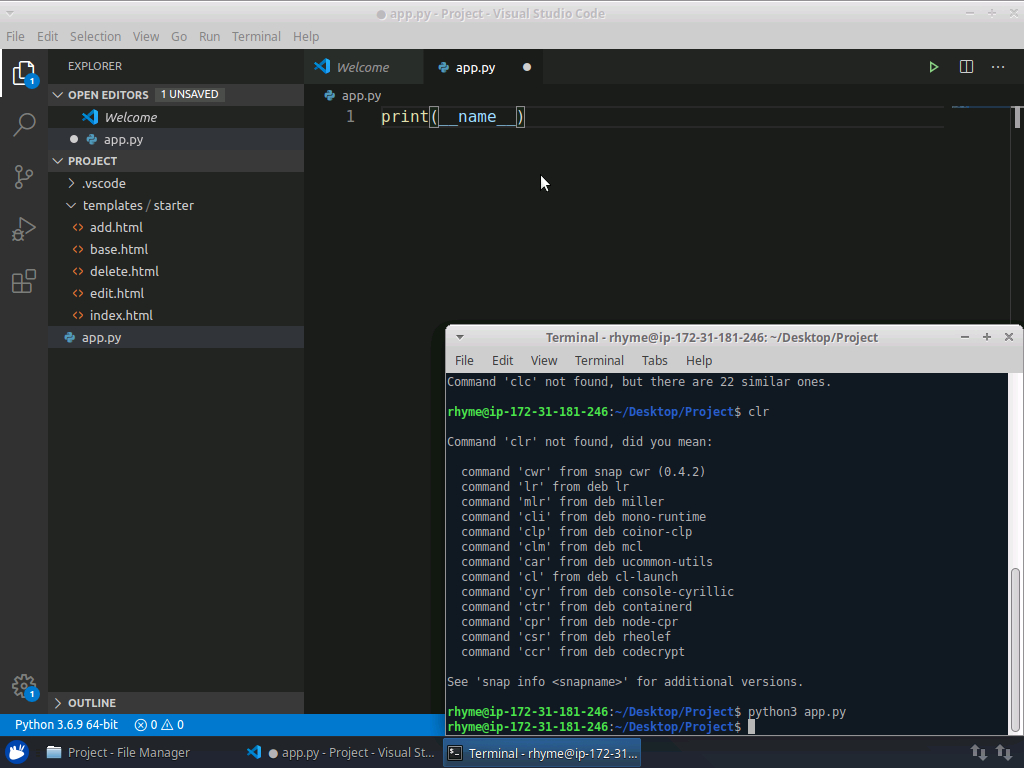 ● app.py - Project - Visual Studio Code
File Edit Selection View Go Run Terminal Help
EXPLORER
OPEN EDITORS 1 UNSAVED
Welcome
app.py
PROJECT
.vscode
templates / starter
add.html
base.html
delete.html
edit.html
index.html
app.py
OUTLINE
Welcome app.py
app.py
1 print(__name__)
Terminal - rhyme@ip-172-31-181-246: ~/Desktop/Project
File Edit View Terminal Tabs Help
Command 'clc' not found, but there are 22 similar ones.
rhyme@ip-172-31-181-246:~/Desktop/Project$ clr
Command 'clr' not found, did you mean:
command 'cwr' from snap cwr (0.4.2)
command 'lr' from deb lr
command 'mlr' from deb miller
command 'cli' from deb mono-runtime
command 'clp' from deb coinor-clp
command 'clm' from deb mcl
command 'car' from deb ucommon-utils
command 'cl' from deb cl-launch
command 'cyr' from deb console-cyrillic
command 'ctr' from deb containerd
command 'cpr' from deb node-cpr
command 'csr' from deb rheolef
command 'ccr' from deb codecrypt
See 'snap info <snapname>' for additional versions.
rhyme@ip-172-31-181-246:~/Desktop/Project$ python3 app.py
rhyme@ip-172-31-181-246:~/Desktop/Project$
1
1
Python 3.6.9 64-bit 0 0
Project - File Manager ● app.py - Project - Visual St... Terminal - rhyme@ip-172-31...